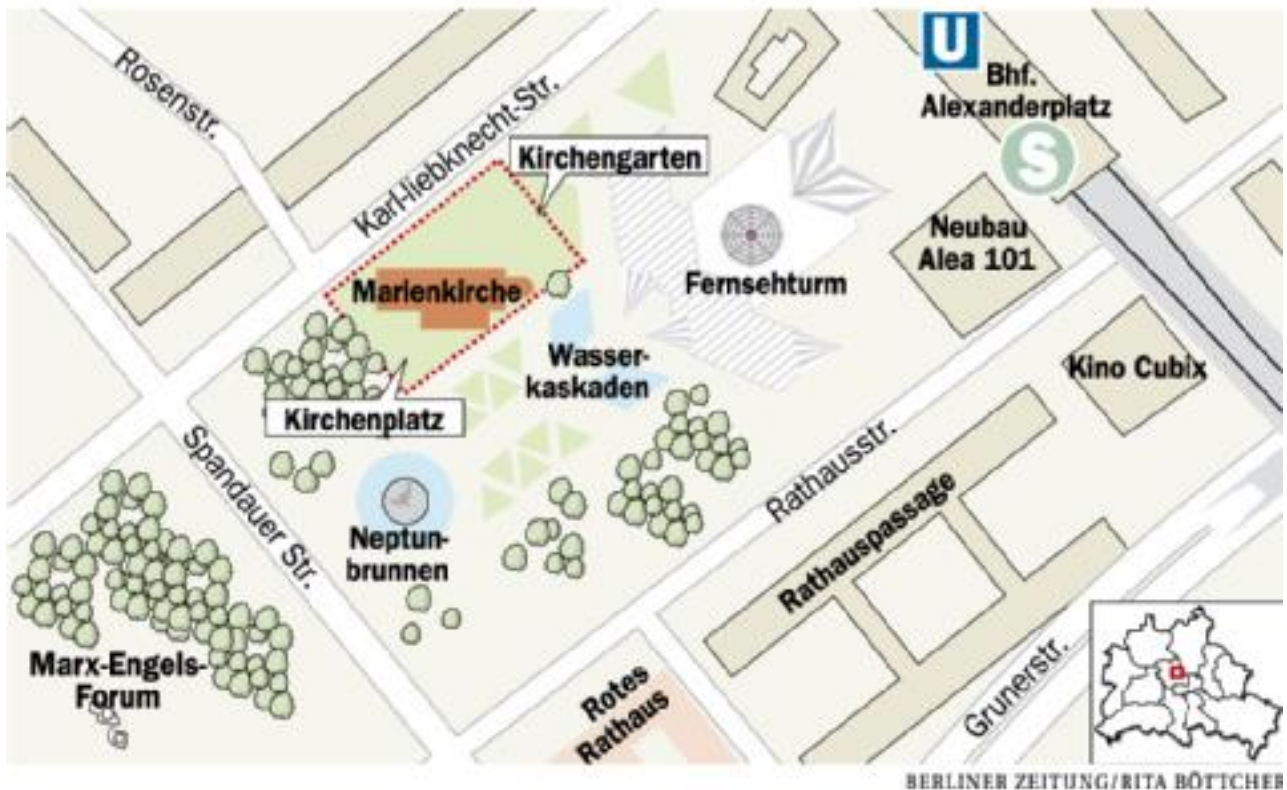 Rosenstr.
Karl-liebknecht-Str.
U
Bhf.
Alexanderplatz
S
Kirchengarten
Neubau
Alea 101
Marienkirche
Fernsehturm
Wasser-
kaskaden
Kino Cubix
Kirchenplatz
Spandauer Str.
Rathausstr.
Neptun-
brunnen
Rathauspassage
Marx-Engels-
Forum
Rotes
Rathaus
Grunerstr.
BERLINER ZEITUNG/RITA BÖTTCHER